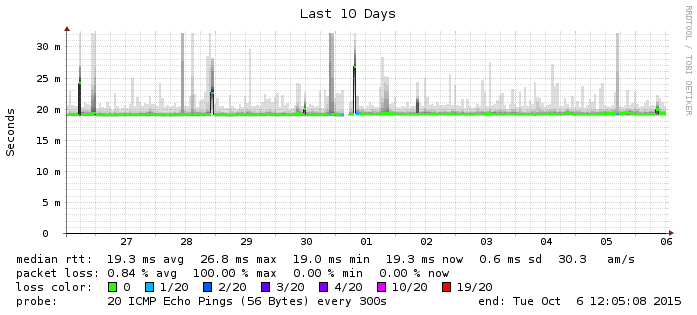 Last 10 Days
RRDTOOL / TOBI OETIKER
Seconds
30 m
25 m
20 m
15 m
10 m
5 m
0
27 28 29 30 01 02 03 04 05 06
median rtt: 19.3 ms avg 26.8 ms max 19.0 ms min 19.3 ms now 0.6 ms sd 30.3 am/s
packet loss: 0.84 % avg 100.00 % max 0.00 % min 0.00 % now
loss color: 0 1/20 2/20 3/20 4/20 10/20 19/20
probe: 20 ICMP Echo Pings (56 Bytes) every 300s end: Tue Oct 6 12:05:08 2015